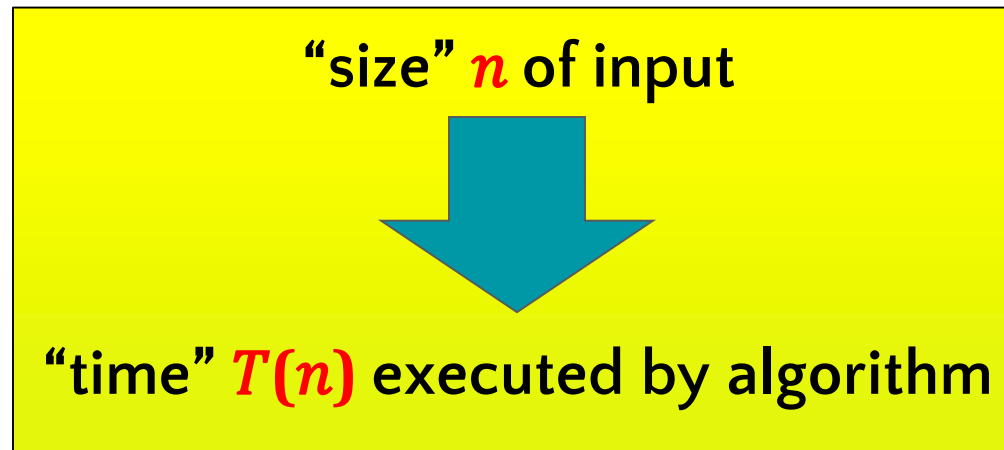 “size” n of input
“time” T(n) executed by algorithm